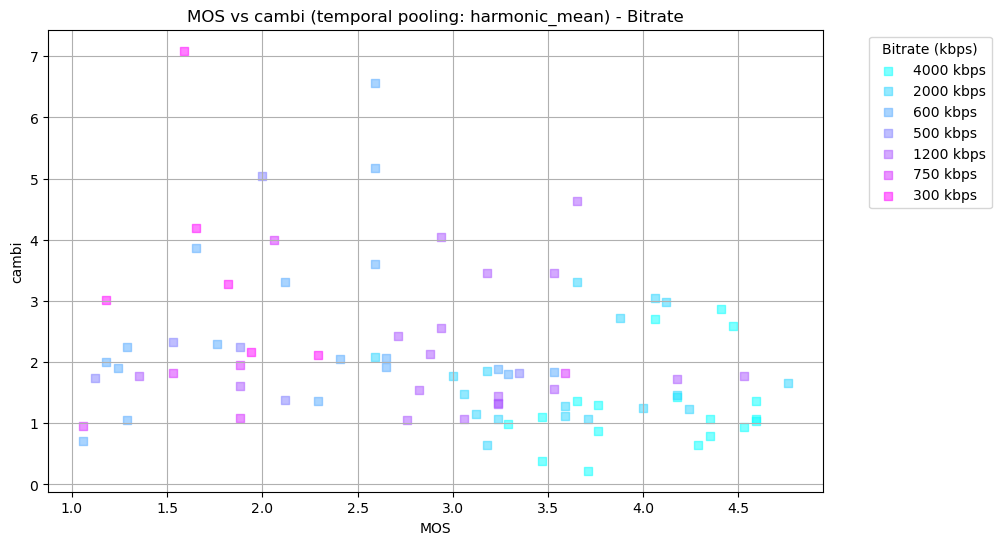 MOS vs cambi (temporal pooling: harmonic_mean) - Bitrate
cambi
7
6
5
4
3
2
1
0
1.0 1.5 2.0 2.5 3.0 3.5 4.0 4.5
MOS
Bitrate (kbps)
4000 kbps
2000 kbps
600 kbps
500 kbps
1200 kbps
750 kbps
300 kbps